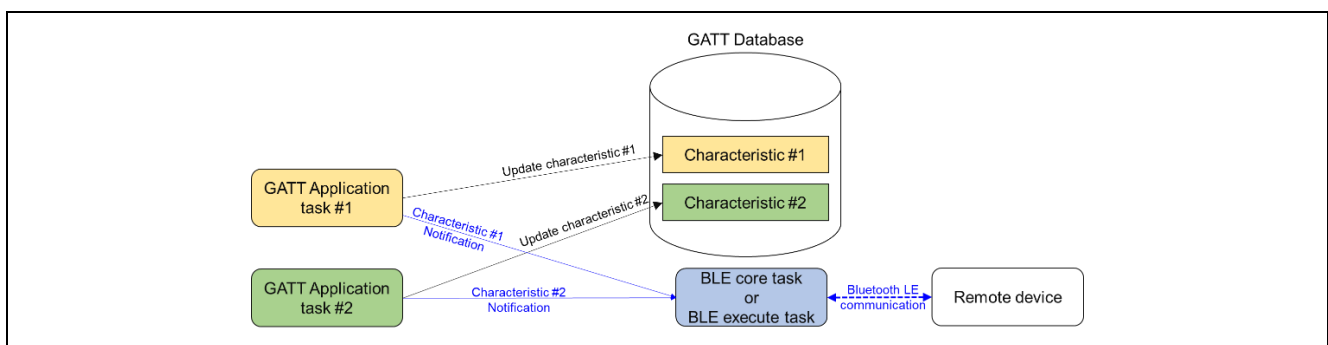 GATT Database
Update characteristic #1
Characteristic #1
GATT Application
task #1
Characteristic #1
Notification
Update characteristic #2
Characteristic #2
GATT Application
task #2
Characteristic #2
Notification
BLE core task
or
BLE execute task
Bluetooth LE
communication
Remote device